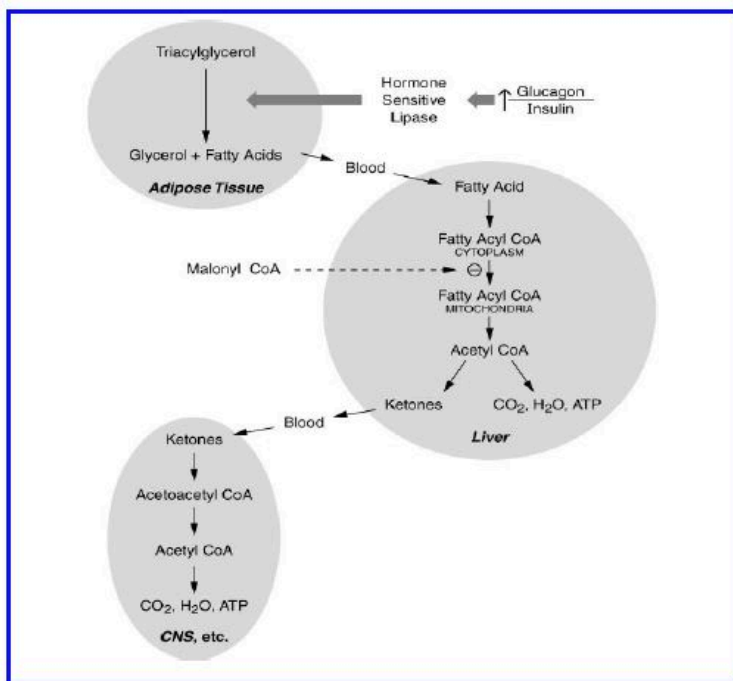 Triacylglycerol
Hormone
Sensitive
Lipase
↑ Glucagon
Insulin
Glycerol + Fatty Acids
Adipose Tissue
Blood
Fatty Acid
Fatty Acyl CoA
CYTOPLASM
Malonyl CoA
⊖
Fatty Acyl CoA
MITOCHONDRIA
Acetyl CoA
Ketones
CO₂, H₂O, ATP
Liver
Blood
Ketones
Acetoacetyl CoA
Acetyl CoA
CO₂, H₂O, ATP
CNS, etc.